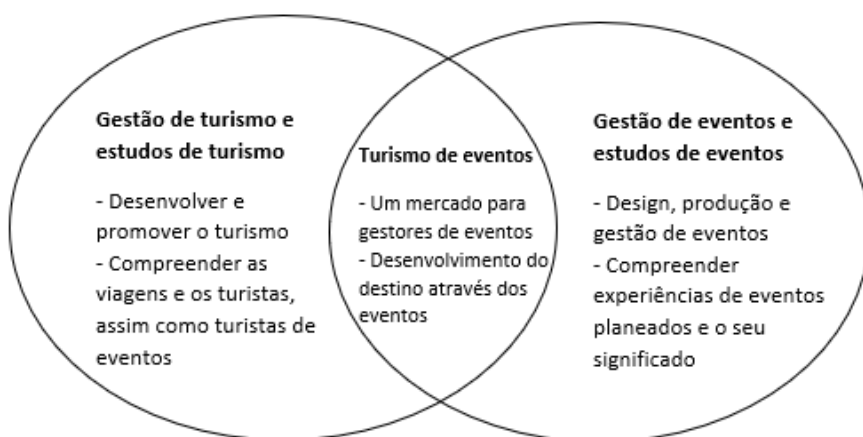 Gestão de turismo e
estudos de turismo
- Desenvolver e
promover o turismo
- Compreender as
viagens e os turistas,
assim como turistas de
eventos
Turismo de eventos
- Um mercado para
gestores de eventos
- Desenvolvimento do
destino através dos
eventos
Gestão de eventos e
estudos de eventos
- Design, produção e
gestão de eventos
- Compreender
experiências de eventos
planeados e o seu
significado